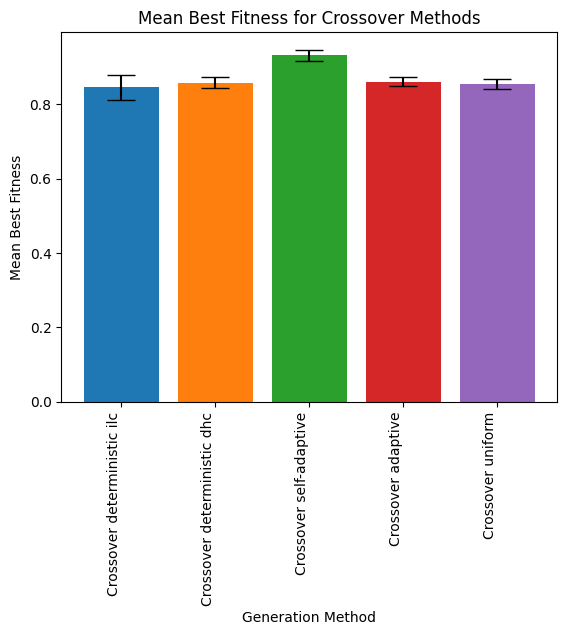 Mean Best Fitness for Crossover Methods
Mean Best Fitness
0.8
0.6
0.4
0.2
0.0
Crossover deterministic ilc
Crossover deterministic dhc
Crossover self-adaptive
Crossover adaptive
Crossover uniform
Generation Method